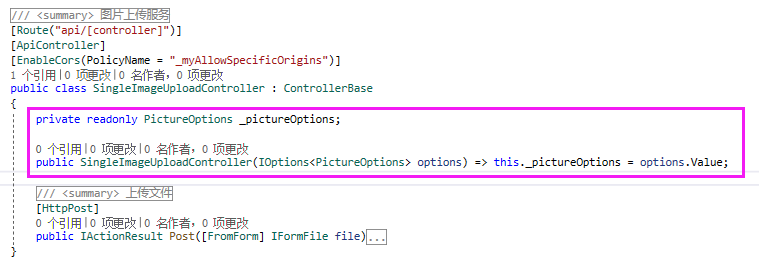 /// <summary> 图片上传服务
[Route("api/[controller]")]
[ApiController]
[EnableCors(PolicyName = "_myAllowSpecificOrigins")]
1 个引用|0 项更改|0 名作者，0 项更改
public class SingleImageUploadController : ControllerBase
{
private readonly PictureOptions _pictureOptions;
0 个引用|0 项更改|0 名作者，0 项更改
public SingleImageUploadController(IOptions<PictureOptions> options) => this._pictureOptions = options.Value;
/// <summary> 上传文件
[HttpPost]
0 个引用|0 项更改|0 名作者，0 项更改
public IActionResult Post([FromForm] IFormFile file)...
}